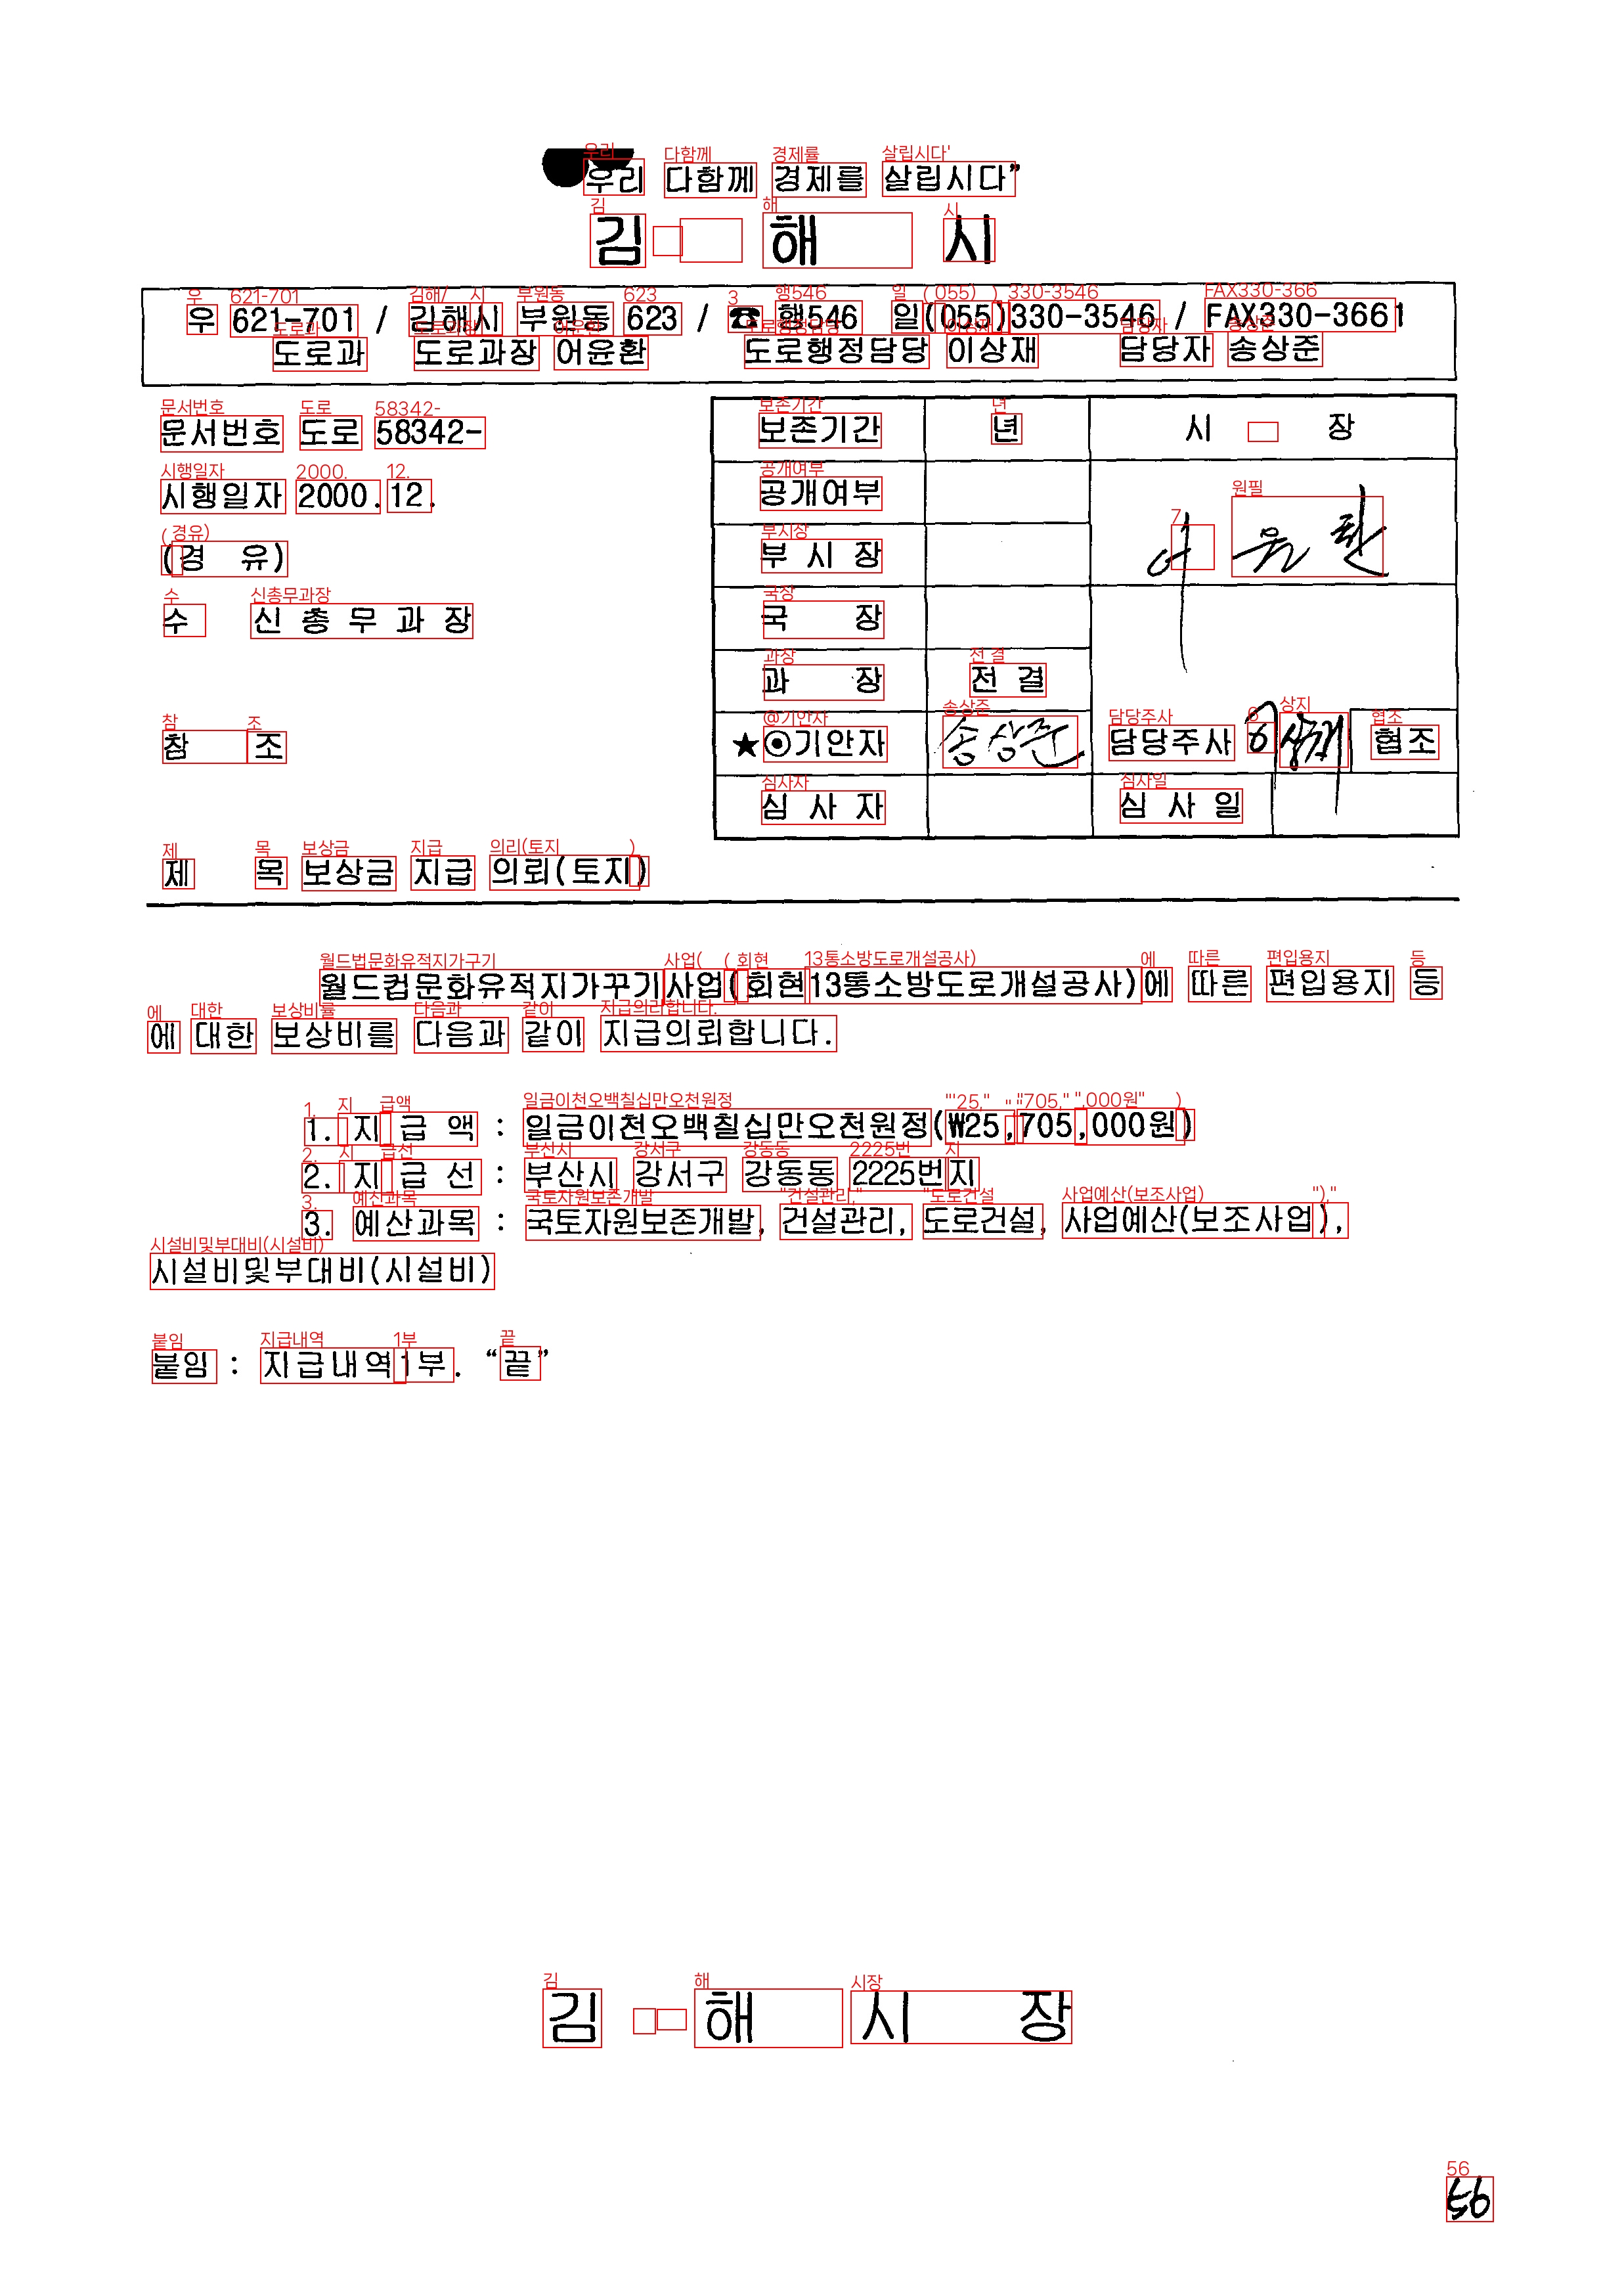 우리 다함께 경제를 살립시다”
김 해 시
우 621-701 / 김해시 부원동 623 / ☎ 행546 일(055)330-3546 / FAX330-3661
도로과 도로과장 어윤환 도로행정담당 이상재 담당자 송상준
문서번호 도로 58342-
시행일자 2000.12.
(경 유)
수 신 총 무 과 장
참 조
보존기간 년 시 장
공개여부
부 시 장 어 윤 환
국 장
과 장 전 결
★⊙기안자 송상준 담당주사 상재 협조
심 사 자 심 사 일
제 목 보상금 지급 의뢰(토지)
월드컵문화유적지가꾸기사업(회현13통소방도로개설공사)에 따른 편입용지 등
에 대한 보상비를 다음과 같이 지급의뢰합니다.
1. 지 급 액 : 일금이천오백칠십만오천원정(₩25,705,000원)
2. 지 급 선 : 부산시 강서구 강동동 2225번지
3. 예산과목 : 국토자원보존개발, 건설관리, 도로건설, 사업예산(보조사업),
시설비및부대비(시설비)
붙임 : 지급내역1부. “끝”
김 해 시 장
56